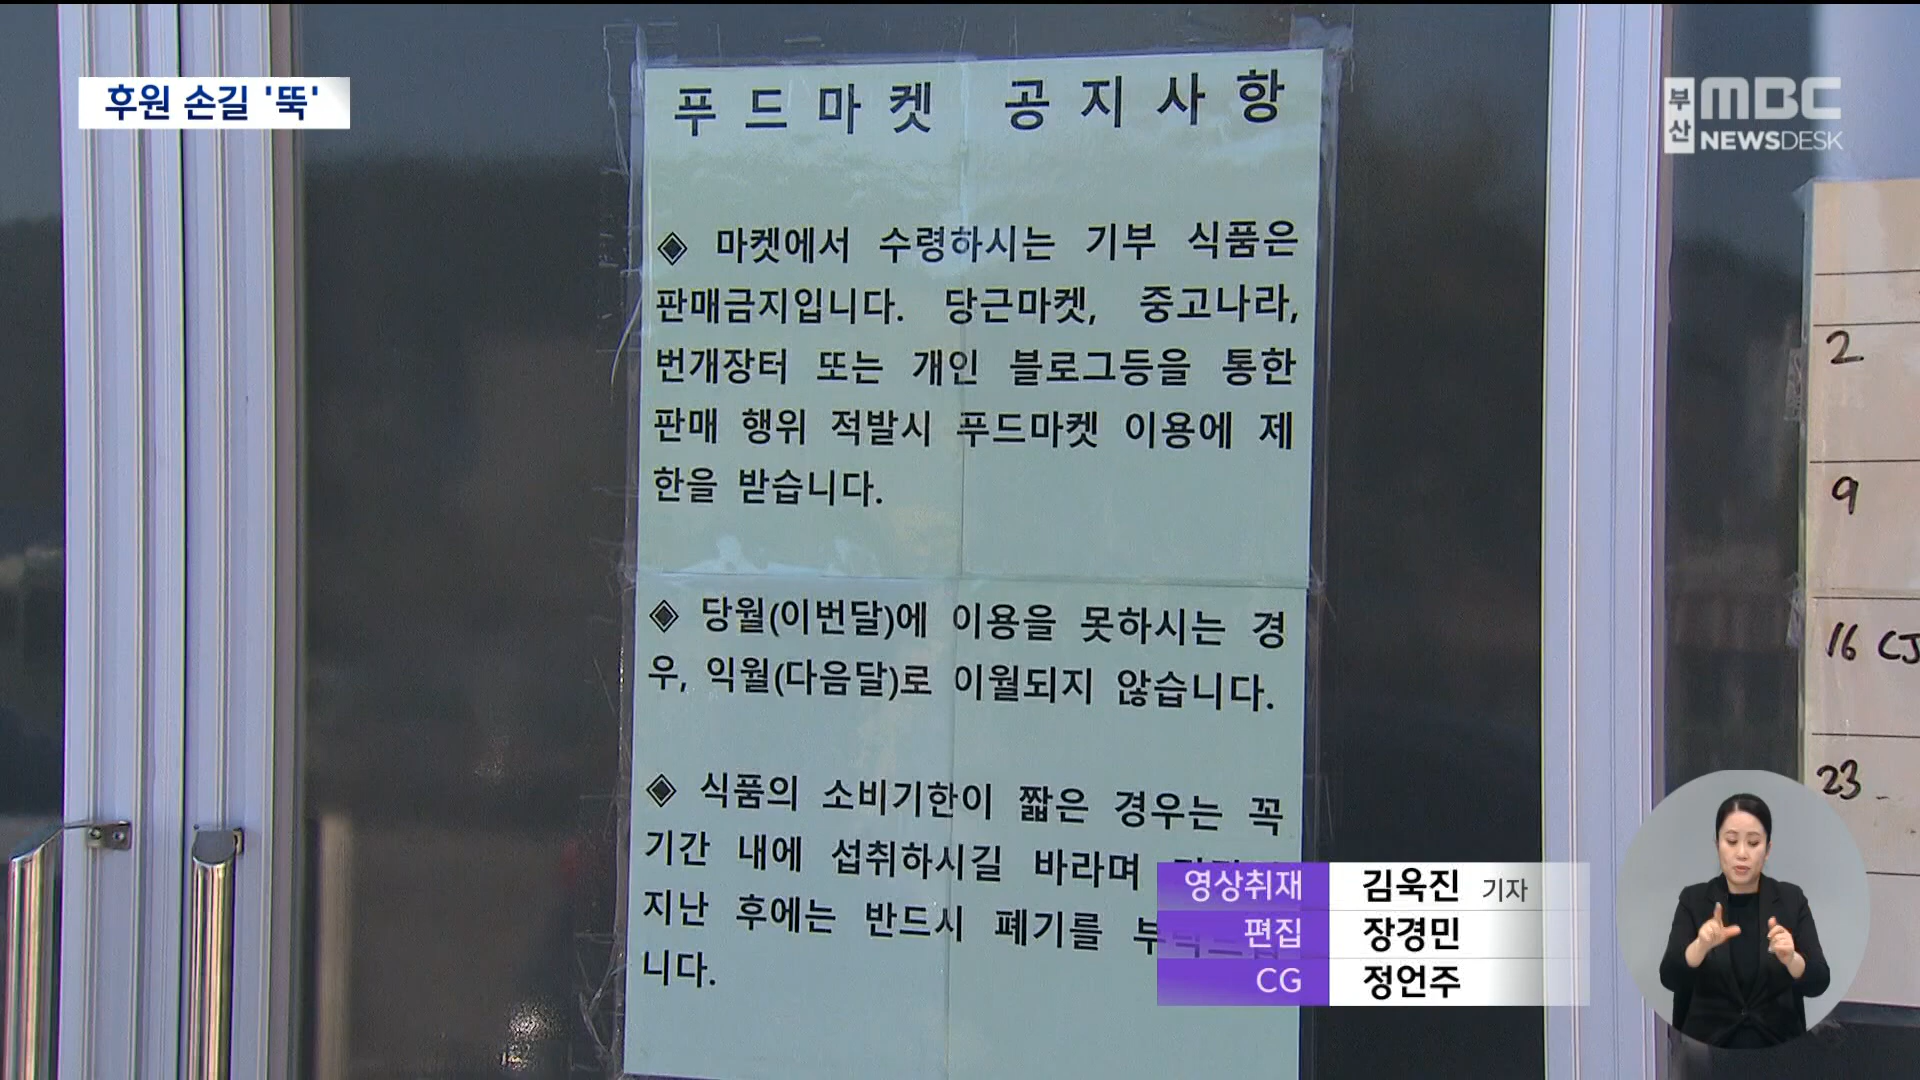 후원 손길 '뚝'
부산 MBC
NEWSDESK
푸드마켓 공지사항
◈ 마켓에서 수령하시는 기부 식품은
판매금지입니다. 당근마켓, 중고나라,
번개장터 또는 개인 블로그등을 통한
판매 행위 적발시 푸드마켓 이용에 제
한을 받습니다.
◈ 당월(이번달)에 이용을 못하시는 경
우, 익월(다음달)로 이월되지 않습니다.
◈ 식품의 소비기한이 짧은 경우는 꼭
기간 내에 섭취하시길 바라며
지난 후에는 반드시 폐기를
니다.
2
9
16 CJ
23
영상취재 김욱진 기자
편집 장경민
CG 정언주